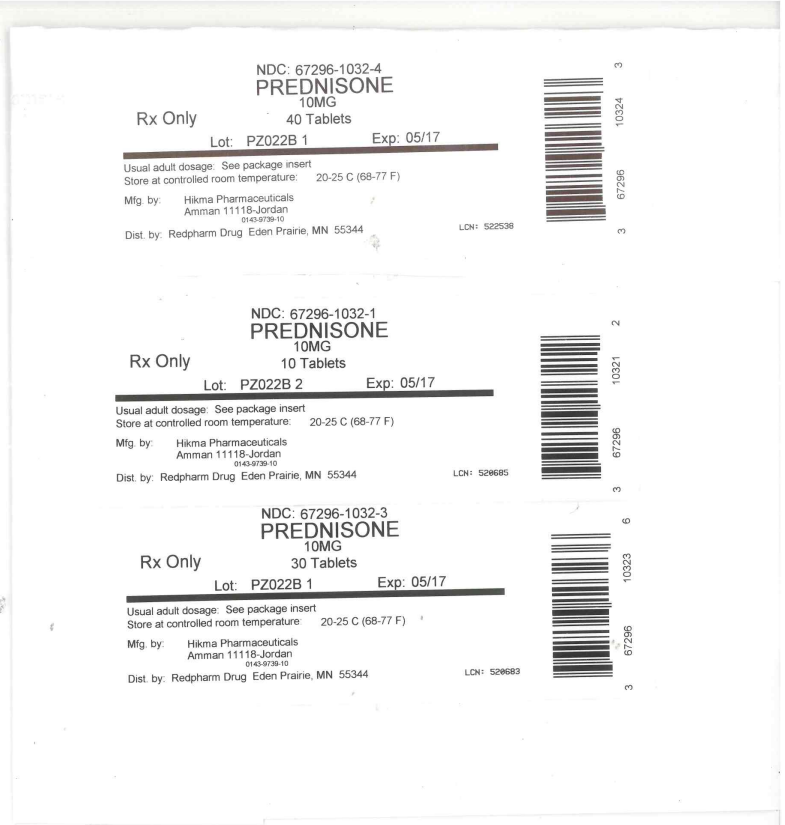 NDC: 67296-1032-4
PREDNISONE
10MG
Rx Only 40 Tablets
Lot: PZ022B 1 Exp: 05/17
Usual adult dosage: See package insert
Store at controlled room temperature: 20-25 C (68-77 F)
Mfg. by: Hikma Pharmaceuticals
Amman 11118-Jordan
0143-9739-10
Dist. by: Redpharm Drug Eden Prairie, MN 55344 LCN: 522538
3 67296 10324 3
NDC: 67296-1032-1
PREDNISONE
10MG
Rx Only 10 Tablets
Lot: PZ022B 2 Exp: 05/17
Usual adult dosage: See package insert
Store at controlled room temperature: 20-25 C (68-77 F)
Mfg. by: Hikma Pharmaceuticals
Amman 11118-Jordan
0143-9739-10
Dist. by: Redpharm Drug Eden Prairie, MN 55344 LCN: 520685
3 67296 10321 2
NDC: 67296-1032-3
PREDNISONE
10MG
Rx Only 30 Tablets
Lot: PZ022B 1 Exp: 05/17
Usual adult dosage: See package insert
Store at controlled room temperature: 20-25 C (68-77 F)
Mfg. by: Hikma Pharmaceuticals
Amman 11118-Jordan
0143-9739-10
Dist. by: Redpharm Drug Eden Prairie, MN 55344 LCN: 520683
3 67296 10323 6